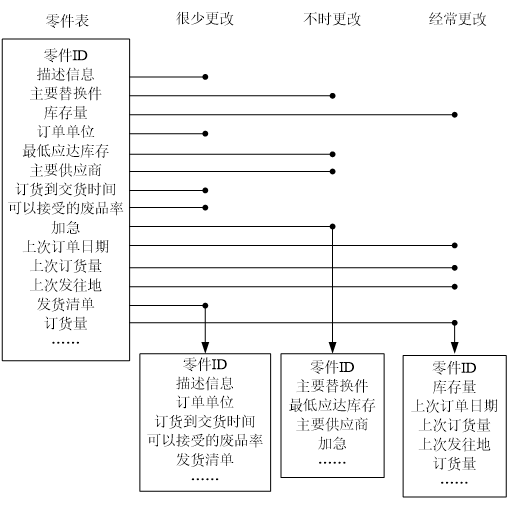 零件表 很少更改 不时更改 经常更改
零件ID
描述信息
主要替换件
库存量
订单单位
最低应达库存
主要供应商
订货到交货时间
可以接受的废品率
加急
上次订单日期
上次订货量
上次发往地
发货清单
订货量
……
零件ID
描述信息
订单单位
订货到交货时间
可以接受的废品率
发货清单
……
零件ID
主要替换件
最低应达库存
主要供应商
加急
……
零件ID
库存量
上次订单日期
上次订货量
上次发往地
订货量
……